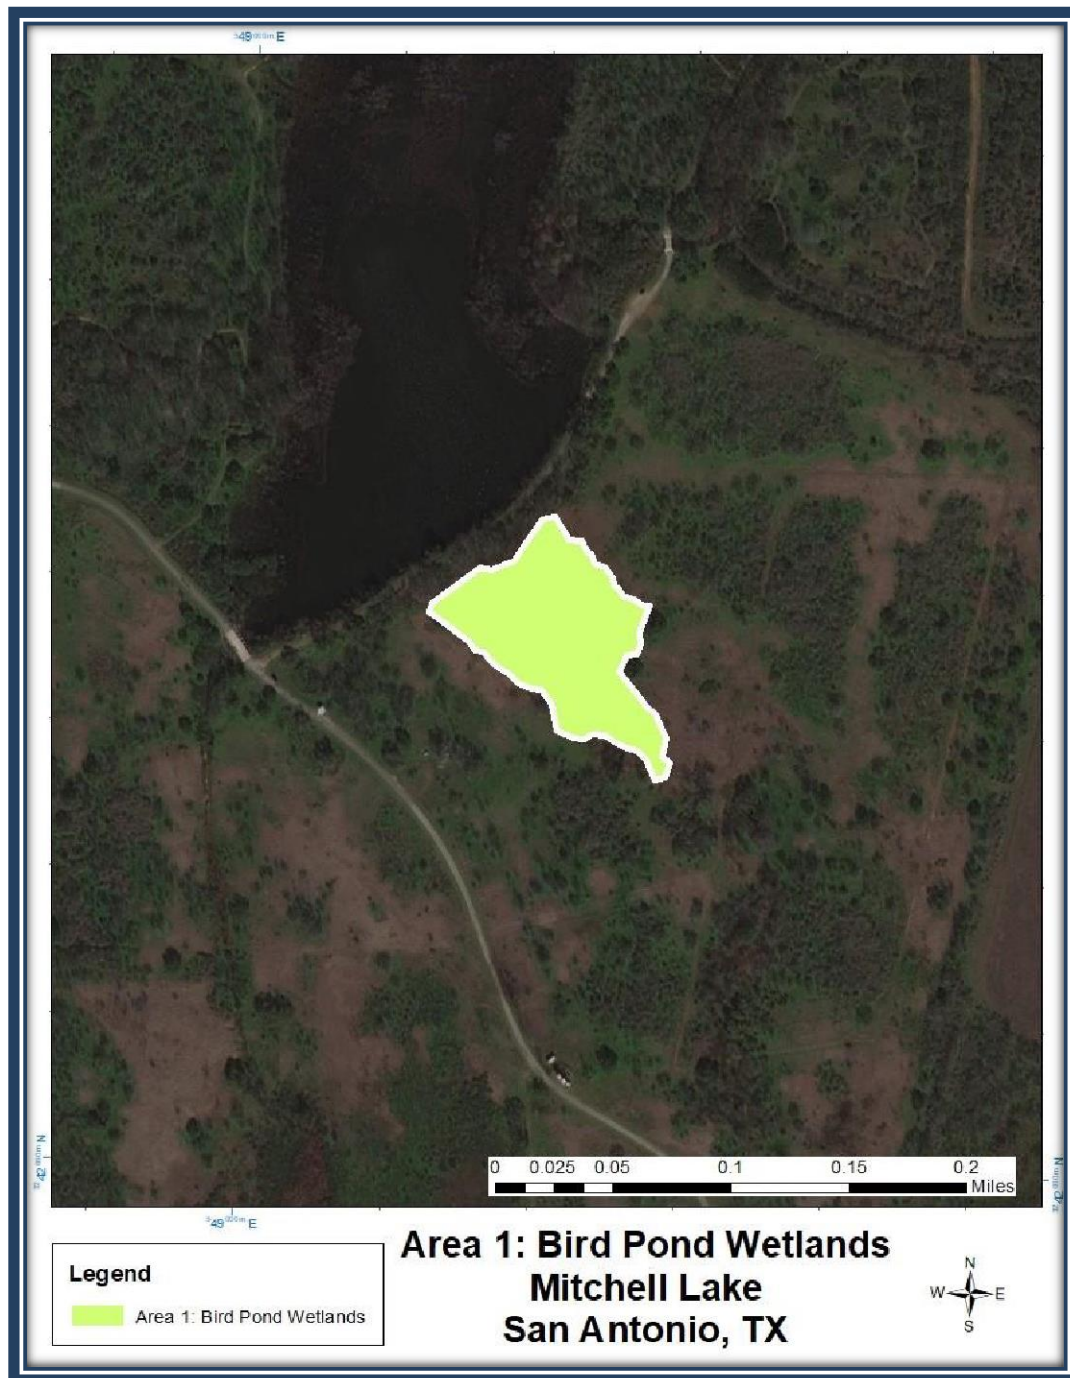 0 0.025 0.05 0.1 0.15 0.2
Miles
Legend
Area 1: Bird Pond Wetlands
Area 1: Bird Pond Wetlands
Mitchell Lake
San Antonio, TX
N
W E
S